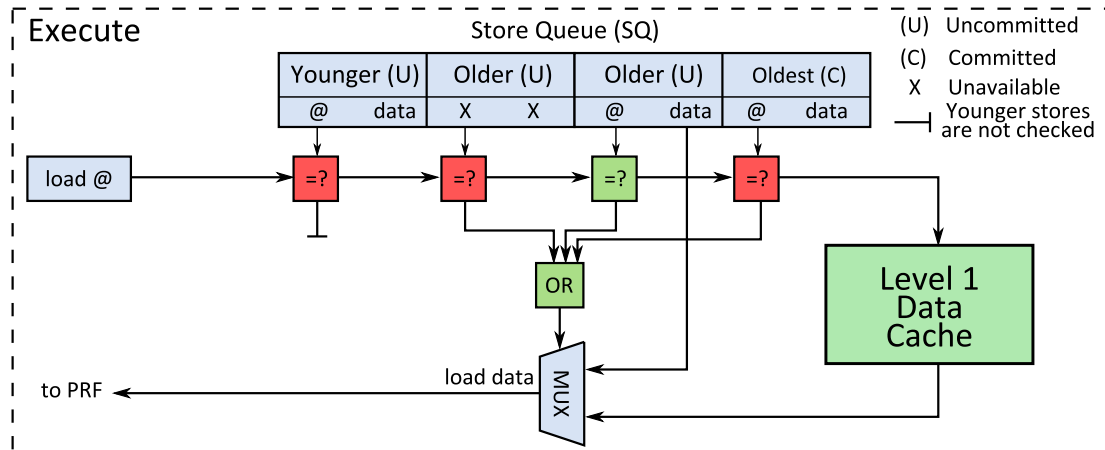 Execute
Store Queue (SQ)
(U) Uncommitted
(C) Committed
X Unavailable
Younger stores
are not checked
Younger (U) Older (U) Older (U) Oldest (C)
@ data X X @ data @ data
load @ =? =? =? =?
OR
Level 1
Data
Cache
MUX
load data
to PRF